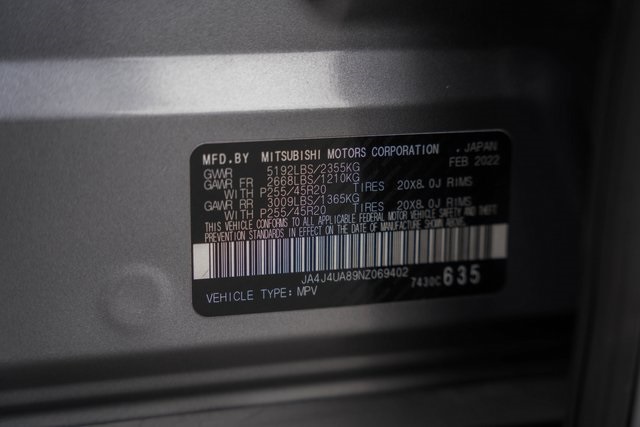 MFD.BY MITSUBISHI MOTORS CORPORATION . JAPAN
GVWR 5192LBS/2355KG FEB 2022
GAWR FR 2668LBS/1210KG
WITH P255/45R20 TIRES 20X8.0J RIMS
GAWR RR 3009LBS/1365KG
WITH P255/45R20 TIRES 20X8.0J RIMS
THIS VEHICLE CONFORMS TO ALL APPLICABLE FEDERAL MOTOR VEHICLE SAFETY AND THEFT
PREVENTION STANDARDS IN EFFECT ON THE DATE OF MANUFACTURE SHOWN ABOVE.
JA4J4UA89NZ069402
VEHICLE TYPE: MPV 7430C 635